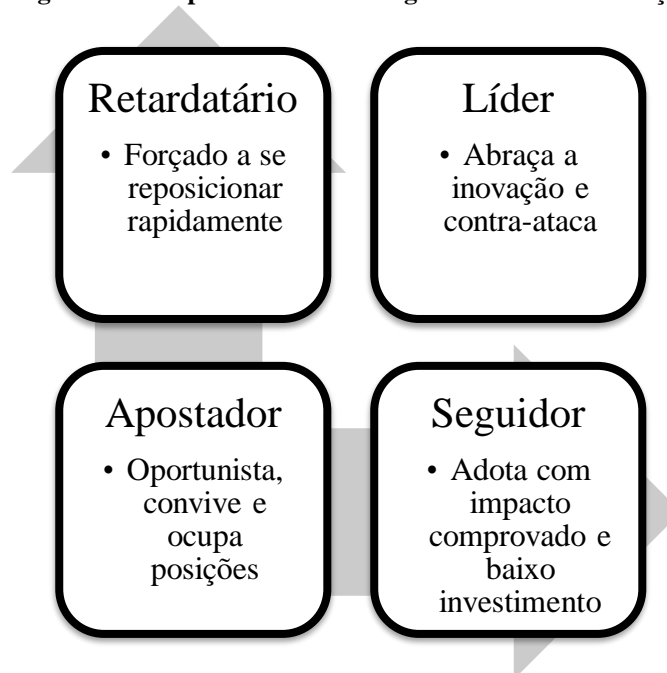 Retardatário
• Forçado a se
reposicionar
rapidamente
Líder
• Abraça a
inovação e
contra-ataca
Apostador
• Oportunista,
convive e
ocupa
posições
Seguidor
• Adota com
impacto
comprovado e
baixo
investimento